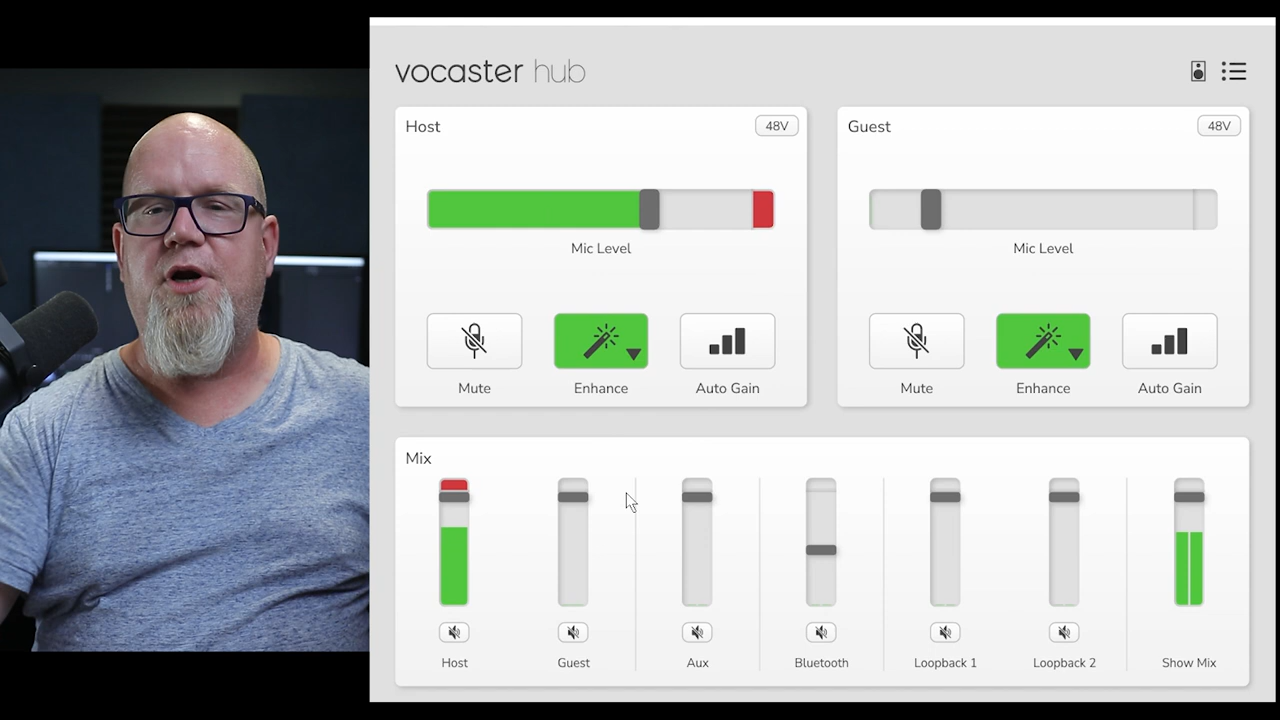 vocaster hub
Host
48V
Mic Level
Mute
Enhance
Auto Gain
Guest
48V
Mic Level
Mute
Enhance
Auto Gain
Mix
Host
Guest
Aux
Bluetooth
Loopback 1
Loopback 2
Show Mix